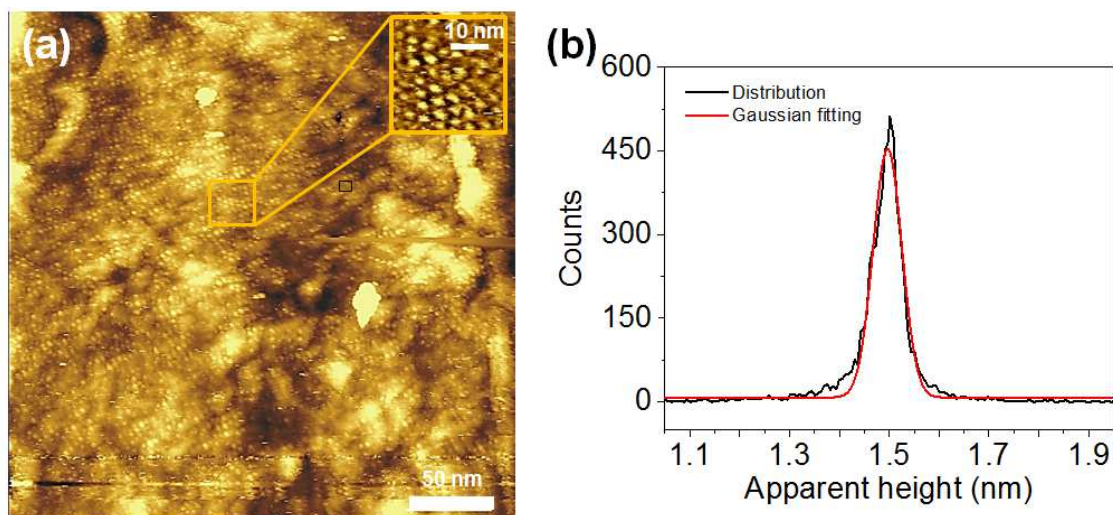 (a)
10 nm
50 nm
(b)
600
450
300
150
0
Counts
Distribution
Gaussian fitting
1.1
1.3
1.5
1.7
1.9
Apparent height (nm)